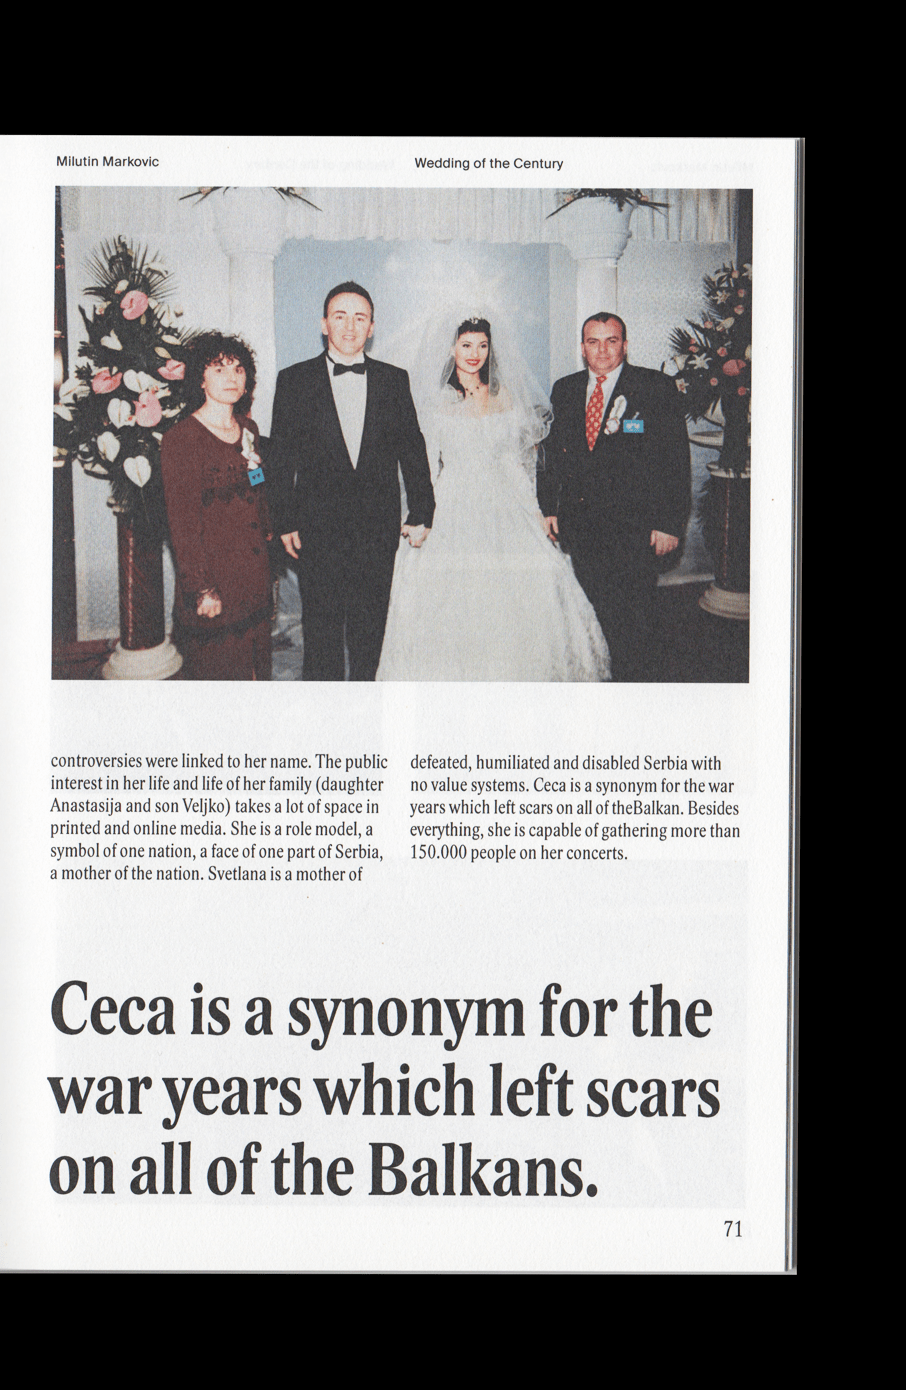 Milutin Markovic
Wedding of the Century
controversies were linked to her name. The public
interest in her life and life of her family (daughter
Anastasija and son Veljko) takes a lot of space in
printed and online media. She is a role model, a
symbol of one nation, a face of one part of Serbia,
a mother of the nation. Svetlana is a mother of
defeated, humiliated and disabled Serbia with
no value systems. Ceca is a synonym for the war
years which left scars on all of theBalkan. Besides
everything, she is capable of gathering more than
150.000 people on her concerts.
Ceca is a synonym for the
war years which left scars
on all of the Balkans.
71